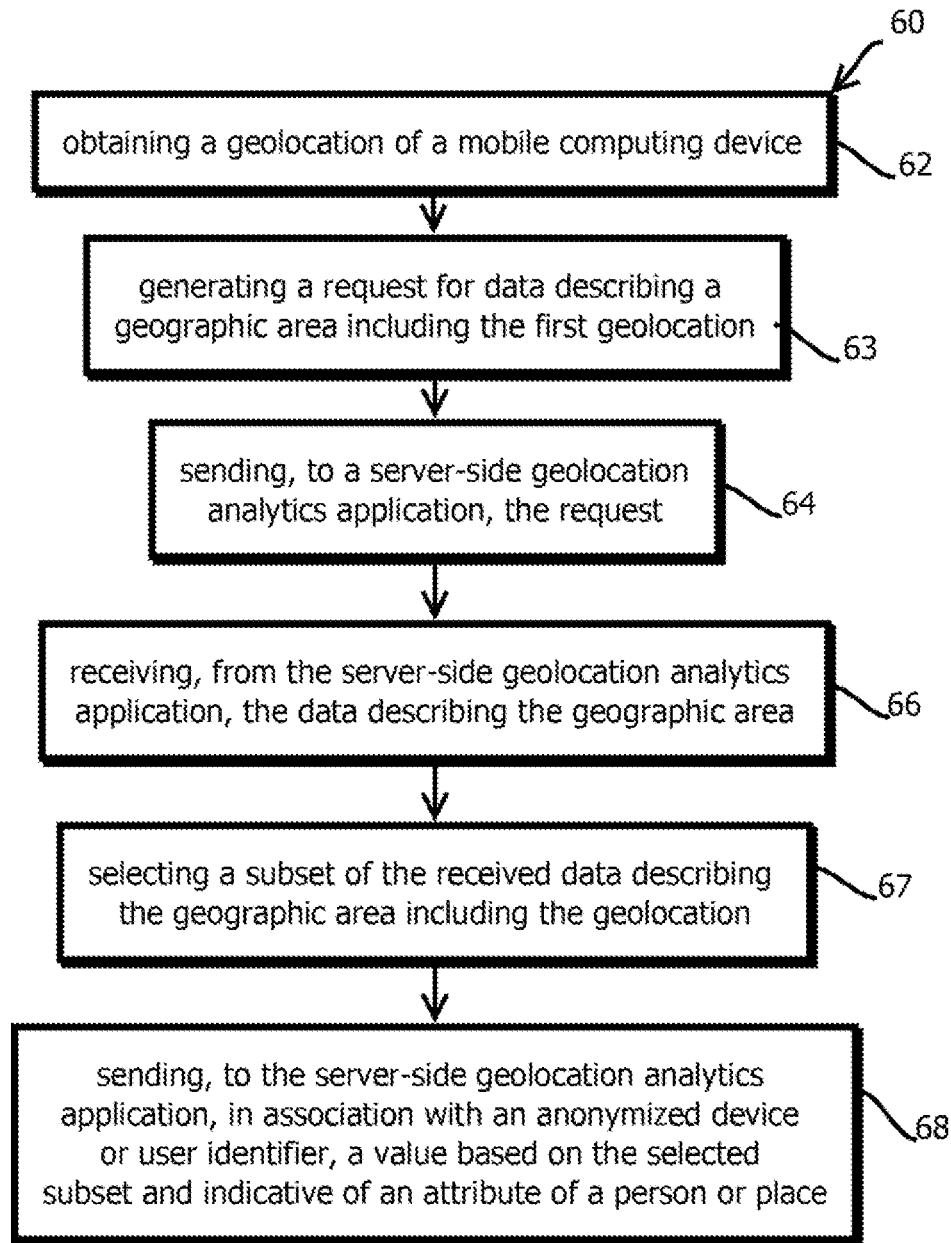 60
obtaining a geolocation of a mobile computing device
62
generating a request for data describing a
geographic area including the first geolocation
63
sending, to a server-side geolocation
analytics application, the request
64
receiving, from the server-side geolocation analytics
application, the data describing the geographic area
66
selecting a subset of the received data describing
the geographic area including the geolocation
67
sending, to the server-side geolocation analytics
application, in association with an anonymized device
or user identifier, a value based on the selected
subset and indicative of an attribute of a person or place
68